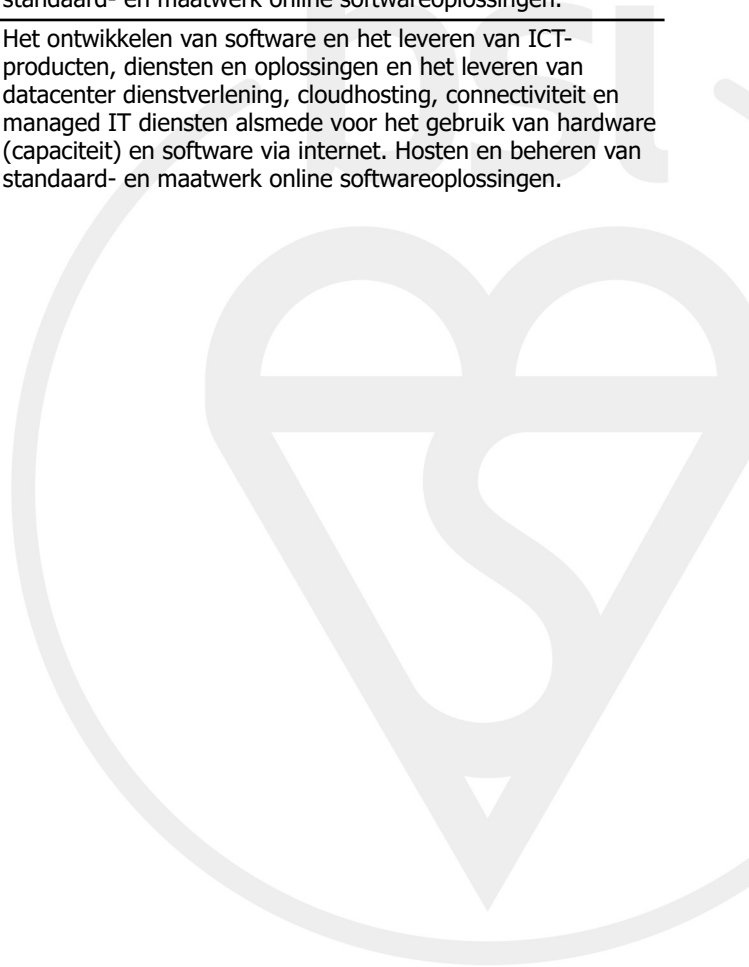 standaard- en maatwerk online softwareoplossingen.
Het ontwikkelen van software en het leveren van ICT-
producten, diensten en oplossingen en het leveren van
datacenter dienstverlening, cloudhosting, connectiviteit en
managed IT diensten alsmede voor het gebruik van hardware
(capaciteit) en software via internet. Hosten en beheren van
standaard- en maatwerk online softwareoplossingen.
bsi